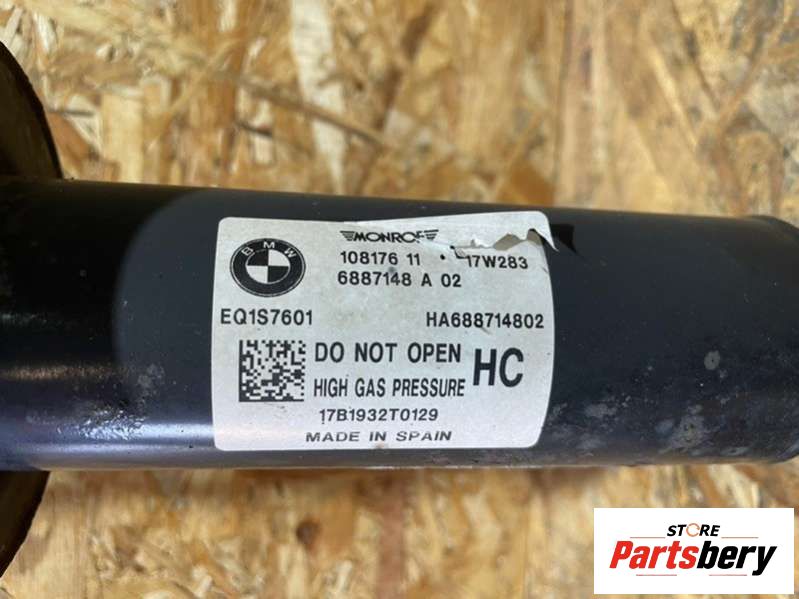 BMW
MONROE
108176 11 · 17W283
6887148 A 02
EQ1S7601 HA688714802
DO NOT OPEN HC
HIGH GAS PRESSURE
17B1932T0129
MADE IN SPAIN
STORE
Partsbery